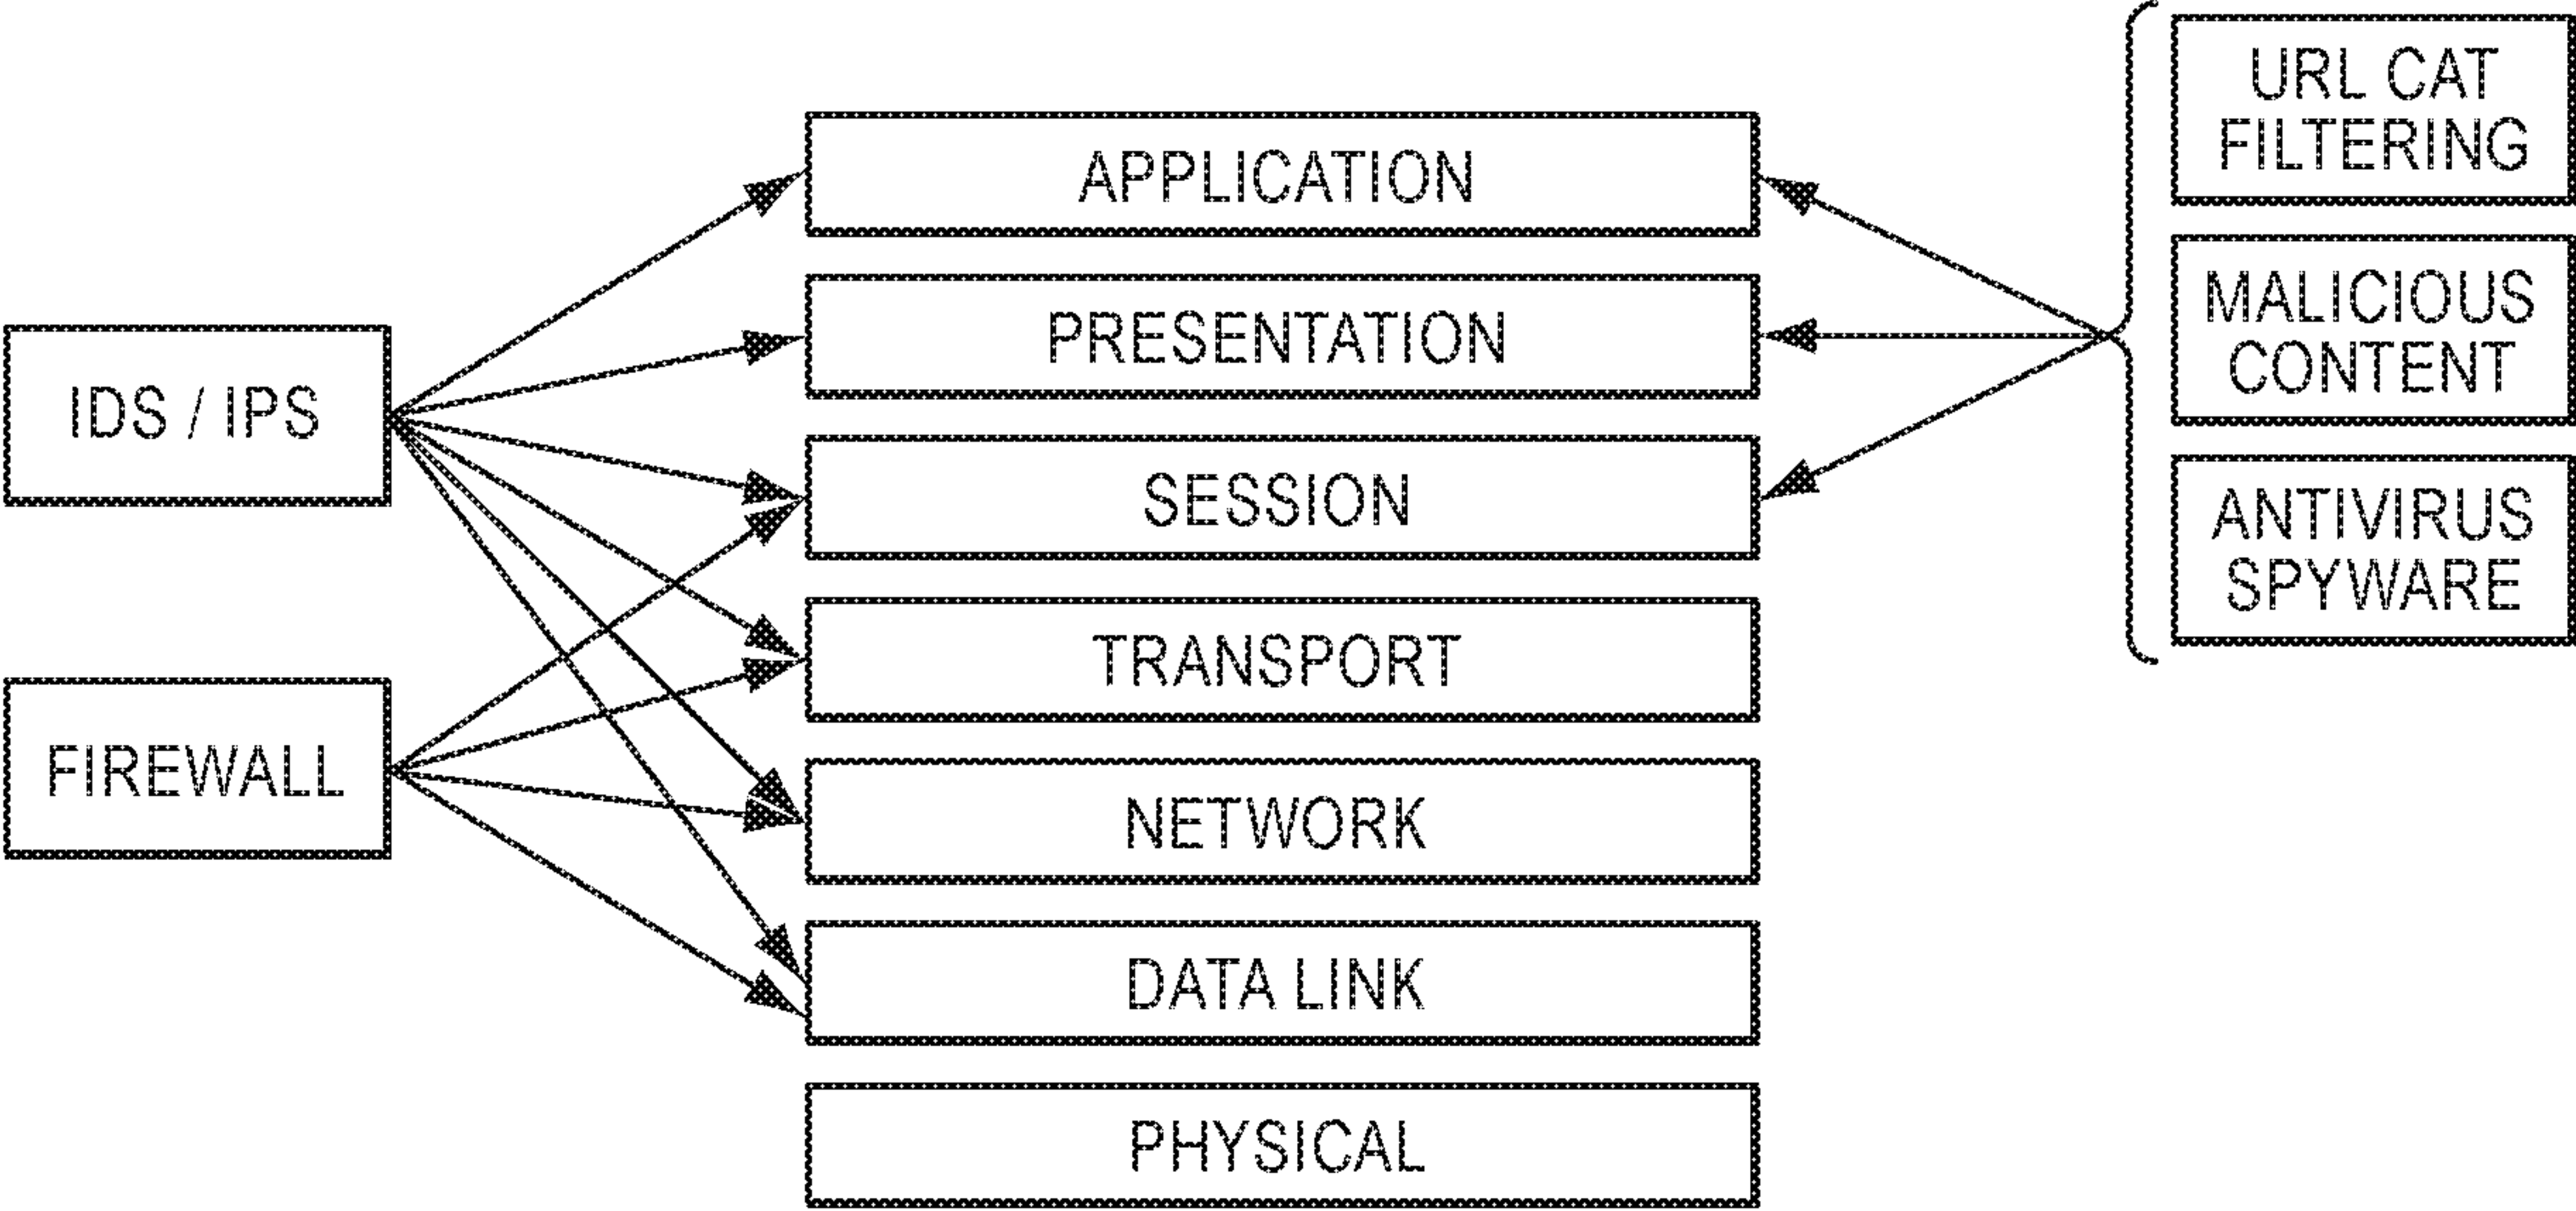 IDS / IPS
FIREWALL
APPLICATION
PRESENTATION
SESSION
TRANSPORT
NETWORK
DATA LINK
PHYSICAL
URL CAT
FILTERING
MALICIOUS
CONTENT
ANTIVIRUS
SPYWARE